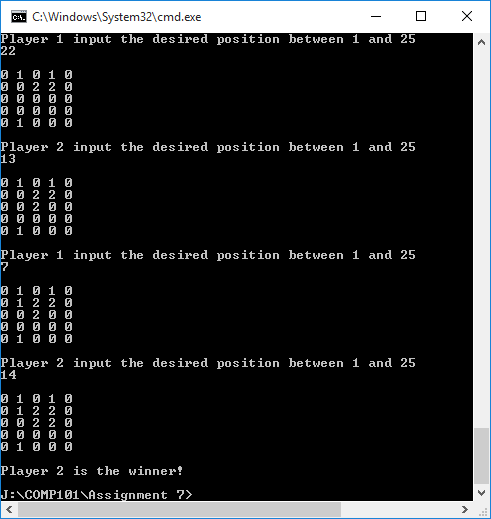 C:\Windows\System32\cmd.exe
Player 1 input the desired position between 1 and 25
22
0 1 0 1 0
0 0 2 2 0
0 0 0 0 0
0 0 0 0 0
0 1 0 0 0
Player 2 input the desired position between 1 and 25
13
0 1 0 1 0
0 0 2 2 0
0 0 2 0 0
0 0 0 0 0
0 1 0 0 0
Player 1 input the desired position between 1 and 25
7
0 1 0 1 0
0 1 2 2 0
0 0 2 0 0
0 0 0 0 0
0 1 0 0 0
Player 2 input the desired position between 1 and 25
14
0 1 0 1 0
0 1 2 2 0
0 0 2 2 0
0 0 0 0 0
0 1 0 0 0
Player 2 is the winner!
J:\COMP101\Assignment 7>